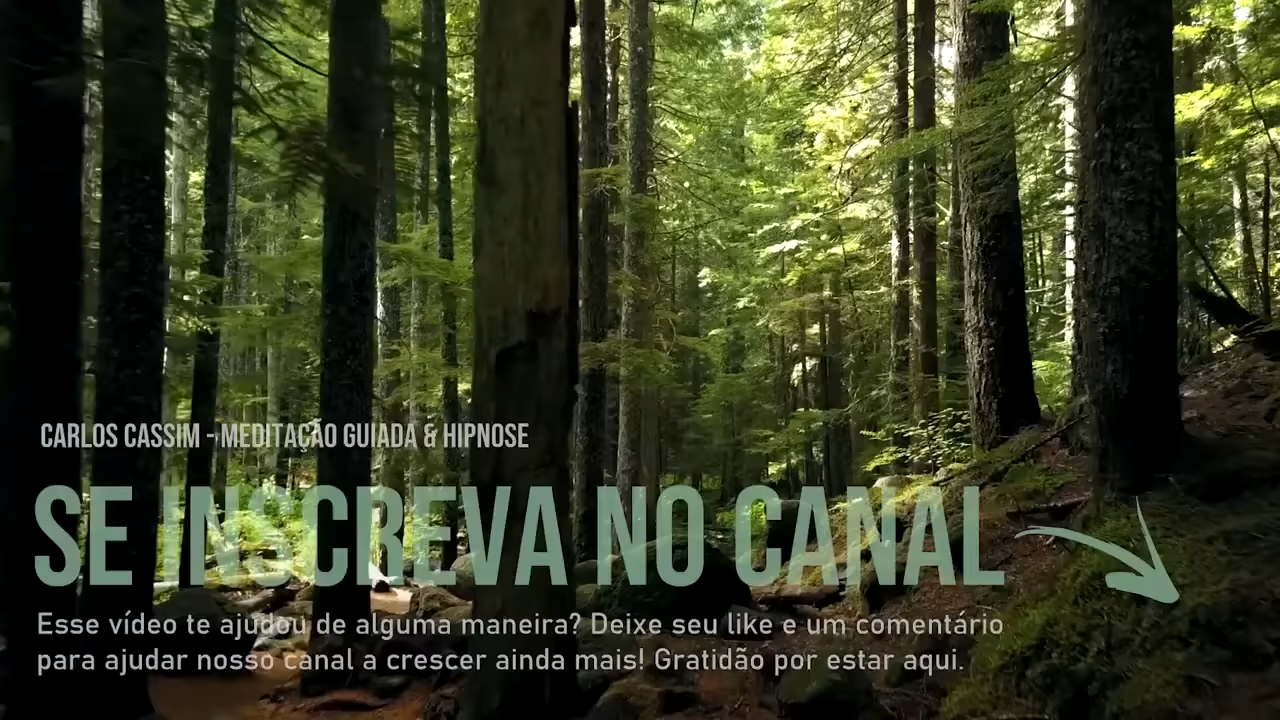 CARLOS CASSIM - MEDITAÇÃO GUIADA & HIPNOSE
SE INSCREVA NO CANAL
Esse vídeo te ajudou de alguma maneira? Deixe seu like e um comentário
para ajudar nosso canal a crescer ainda mais! Gratidão por estar aqui.